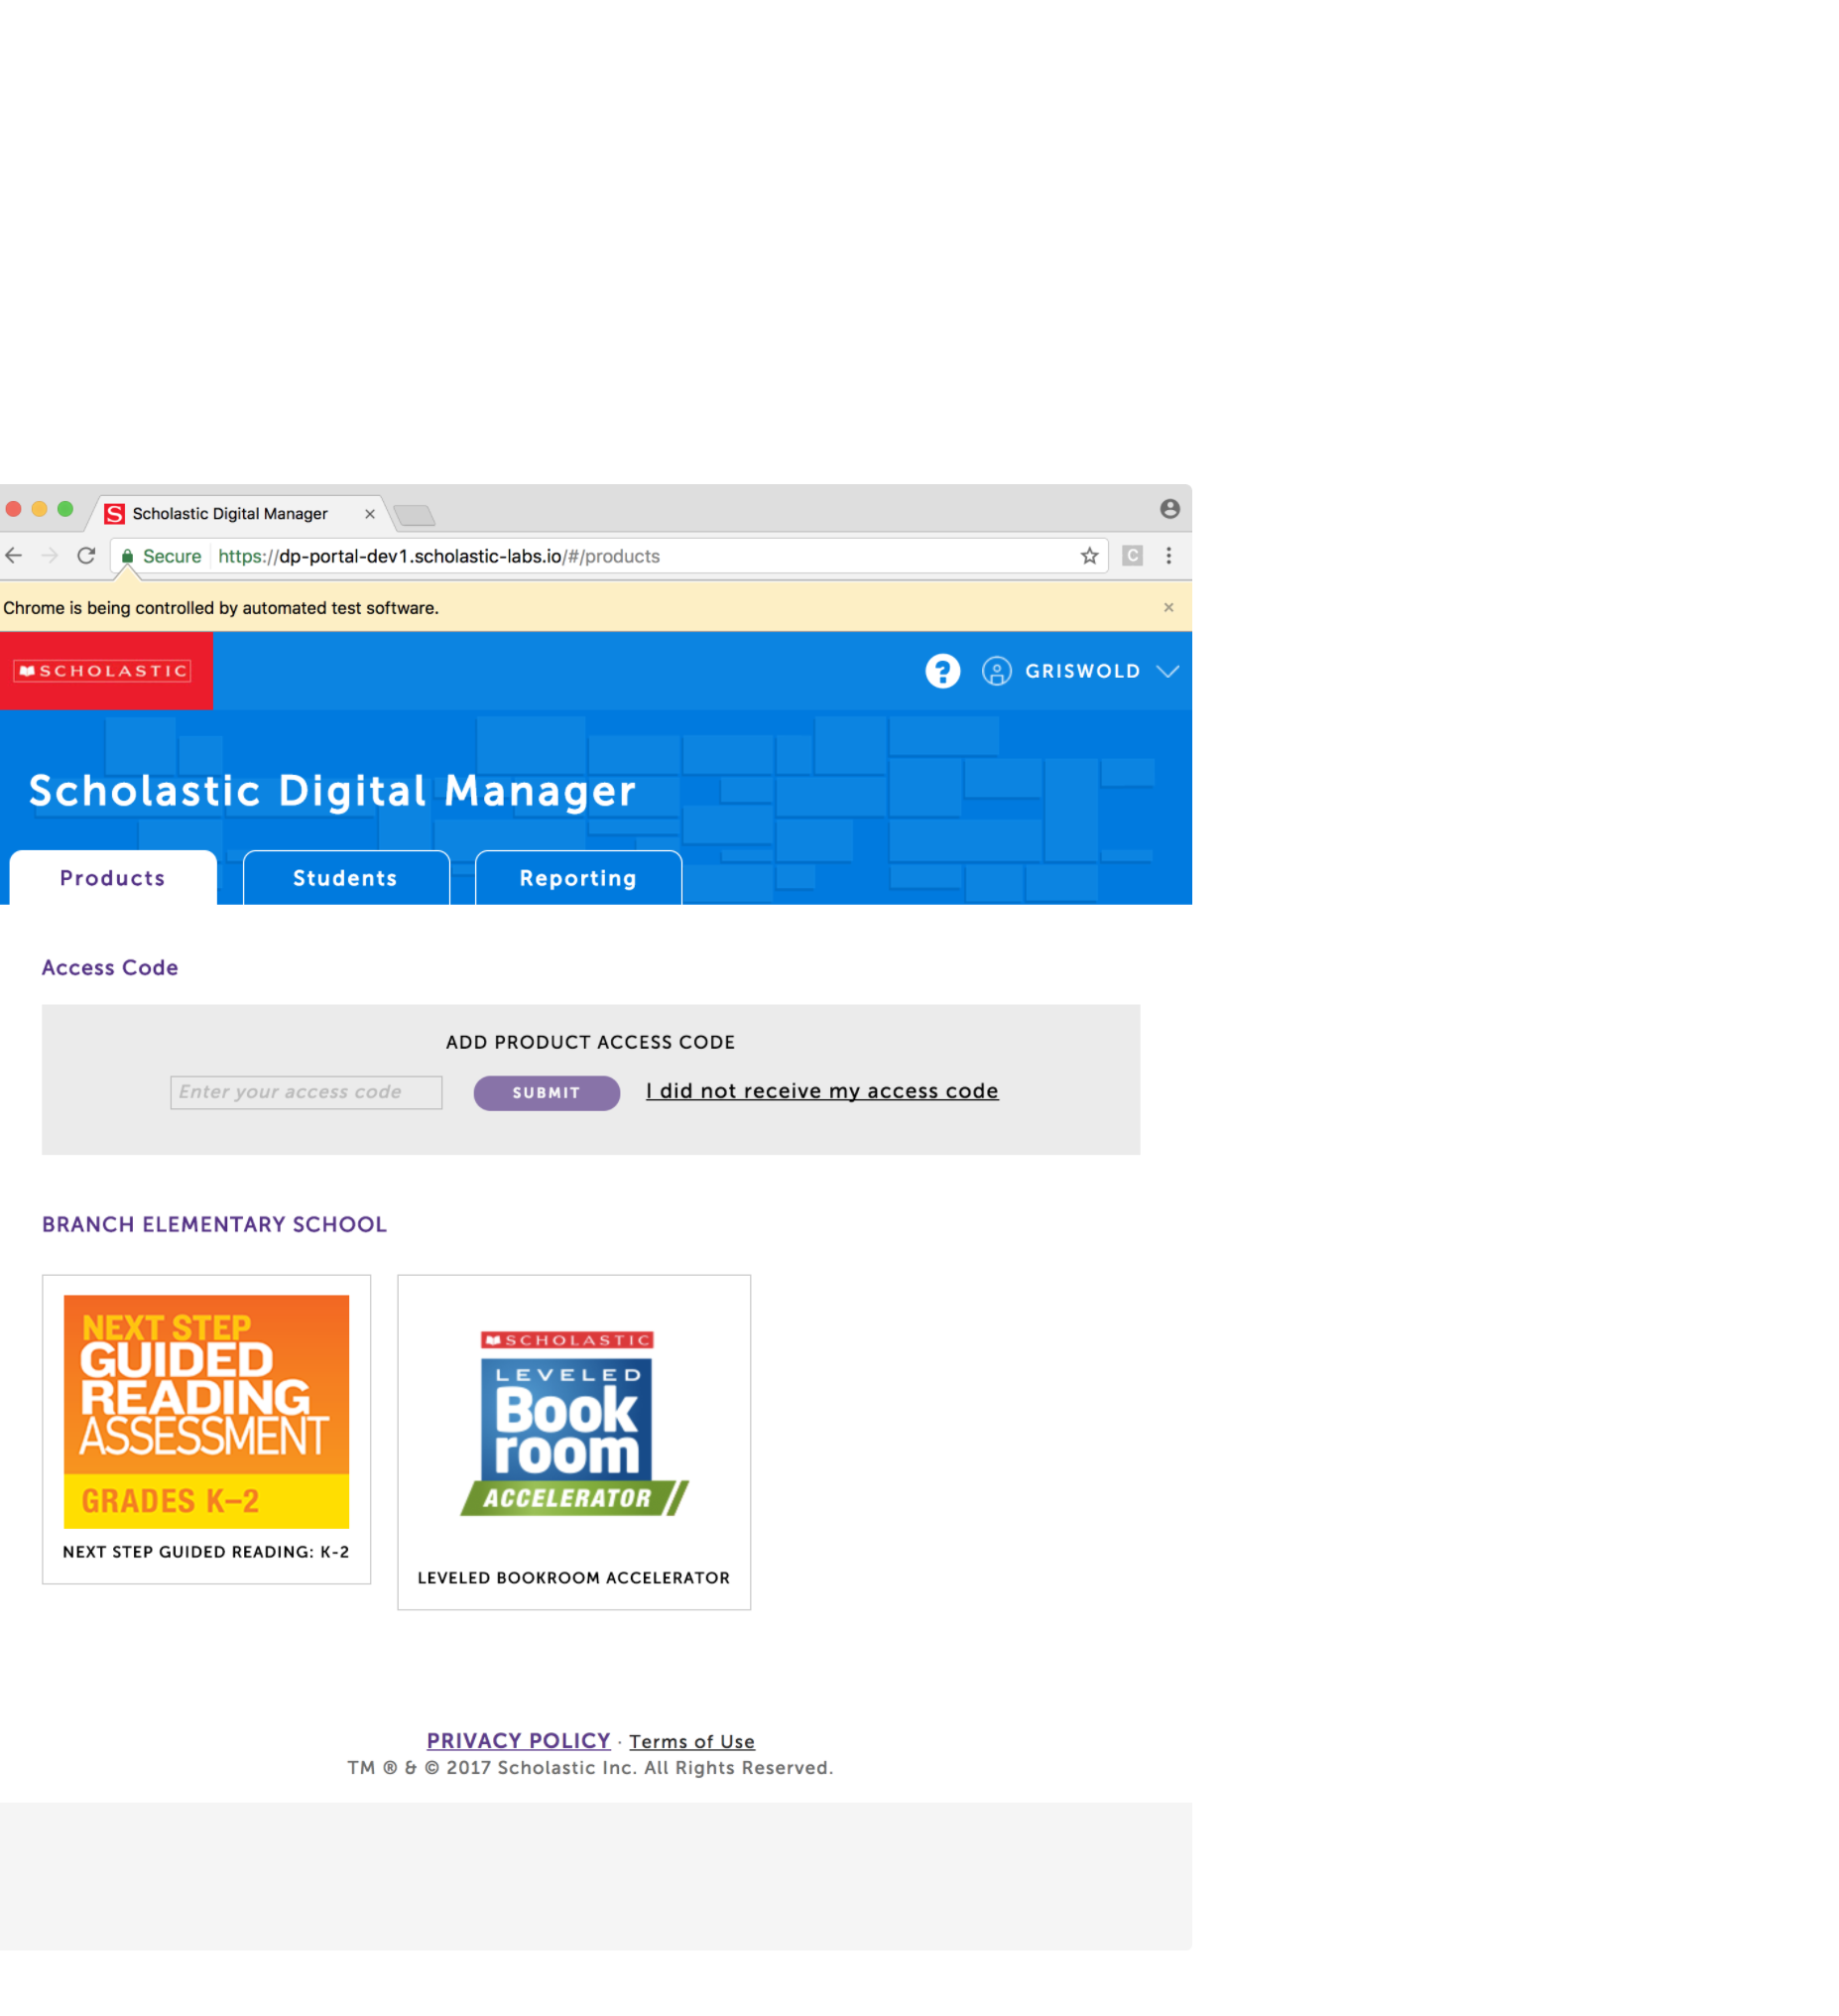 Scholastic Digital Manager
Secure https://dp-portal-dev1.scholastic-labs.io/#/products
C
Chrome is being controlled by automated test software.
SCHOLASTIC
? GRISWOLD
Scholastic Digital Manager
Products Students Reporting
Access Code
ADD PRODUCT ACCESS CODE
Enter your access code SUBMIT I did not receive my access code
BRANCH ELEMENTARY SCHOOL
NEXT STEP
GUIDED
READING
ASSESSMENT
GRADES K–2
NEXT STEP GUIDED READING: K-2
SCHOLASTIC
LEVELED
Book
room
ACCELERATOR
LEVELED BOOKROOM ACCELERATOR
PRIVACY POLICY · Terms of Use
TM ® & © 2017 Scholastic Inc. All Rights Reserved.